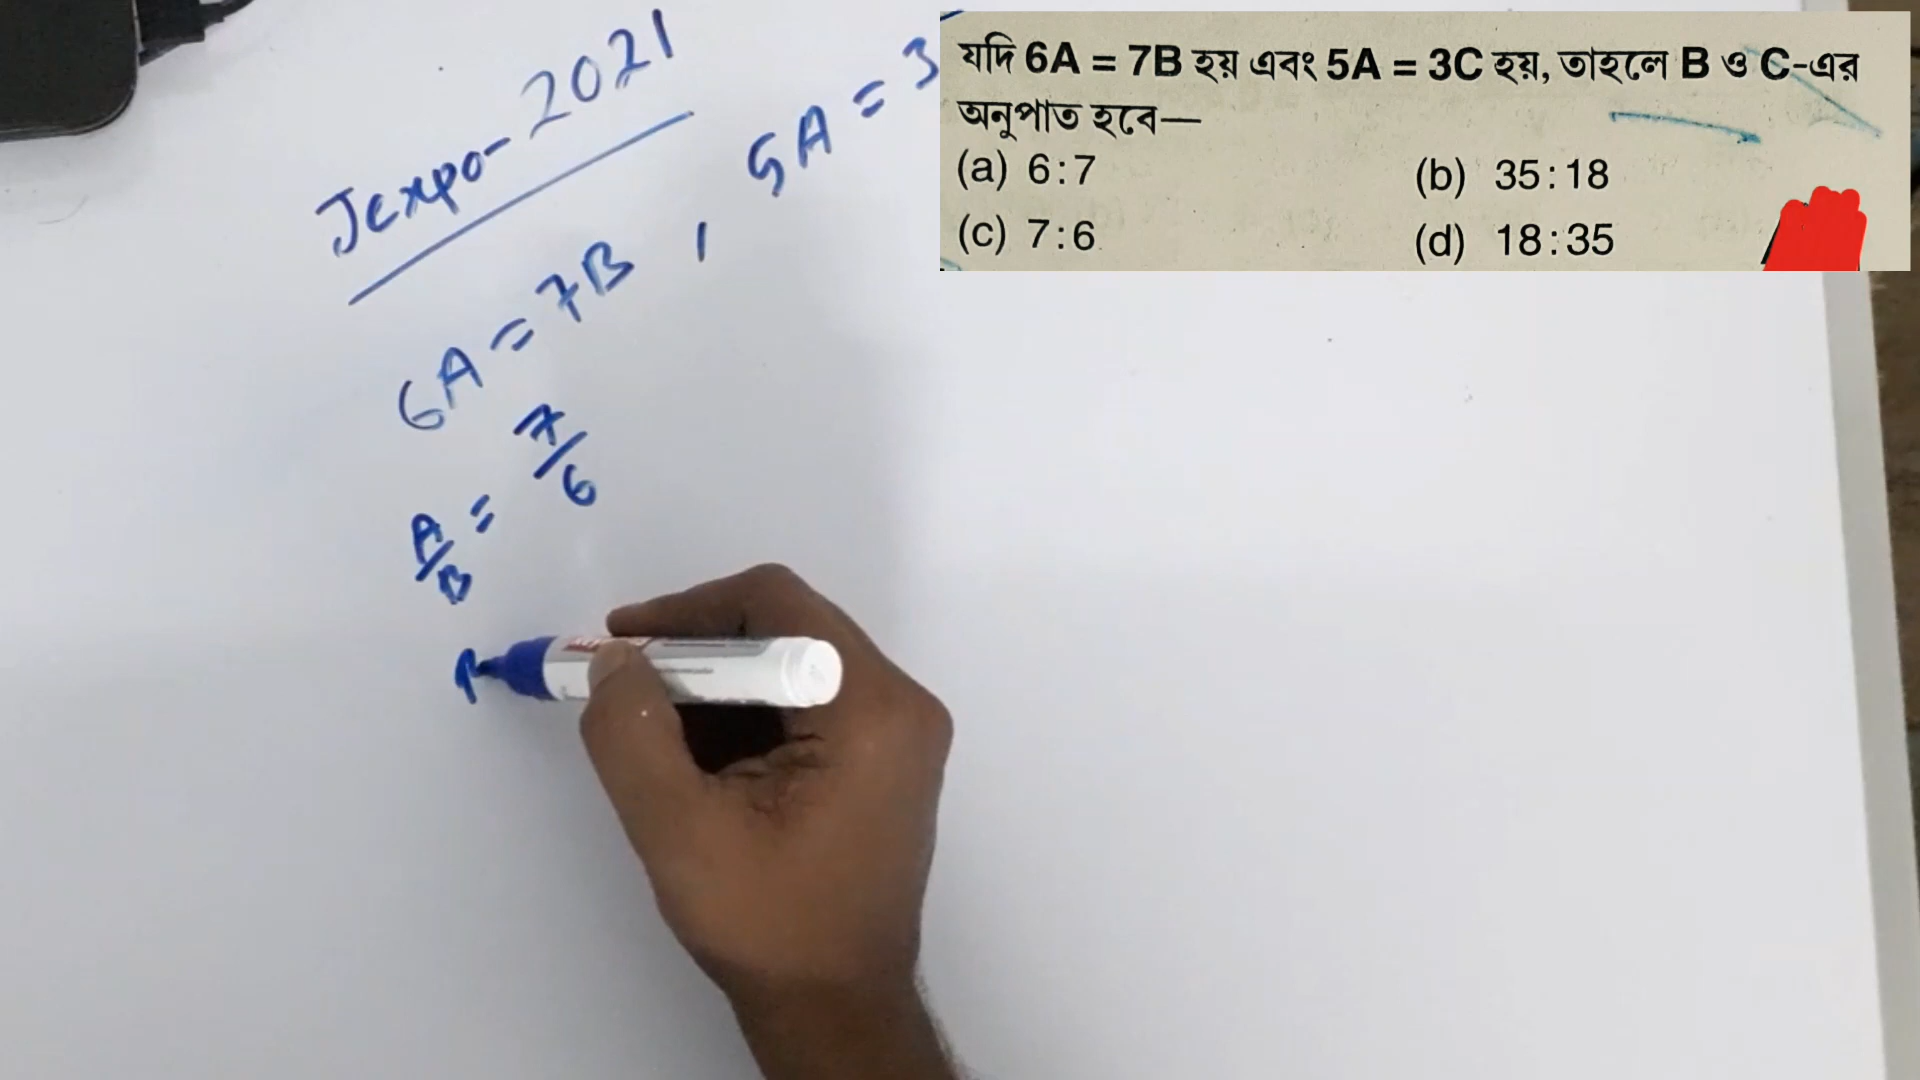 Jexpo-2021
6A = 7B , 5A = 3
A/B = 7/6
যদি 6A = 7B হয় এবং 5A = 3C হয়, তাহলে B ও C-এর
অনুপাত হবে—
(a) 6:7 (b) 35:18
(c) 7:6 (d) 18:35